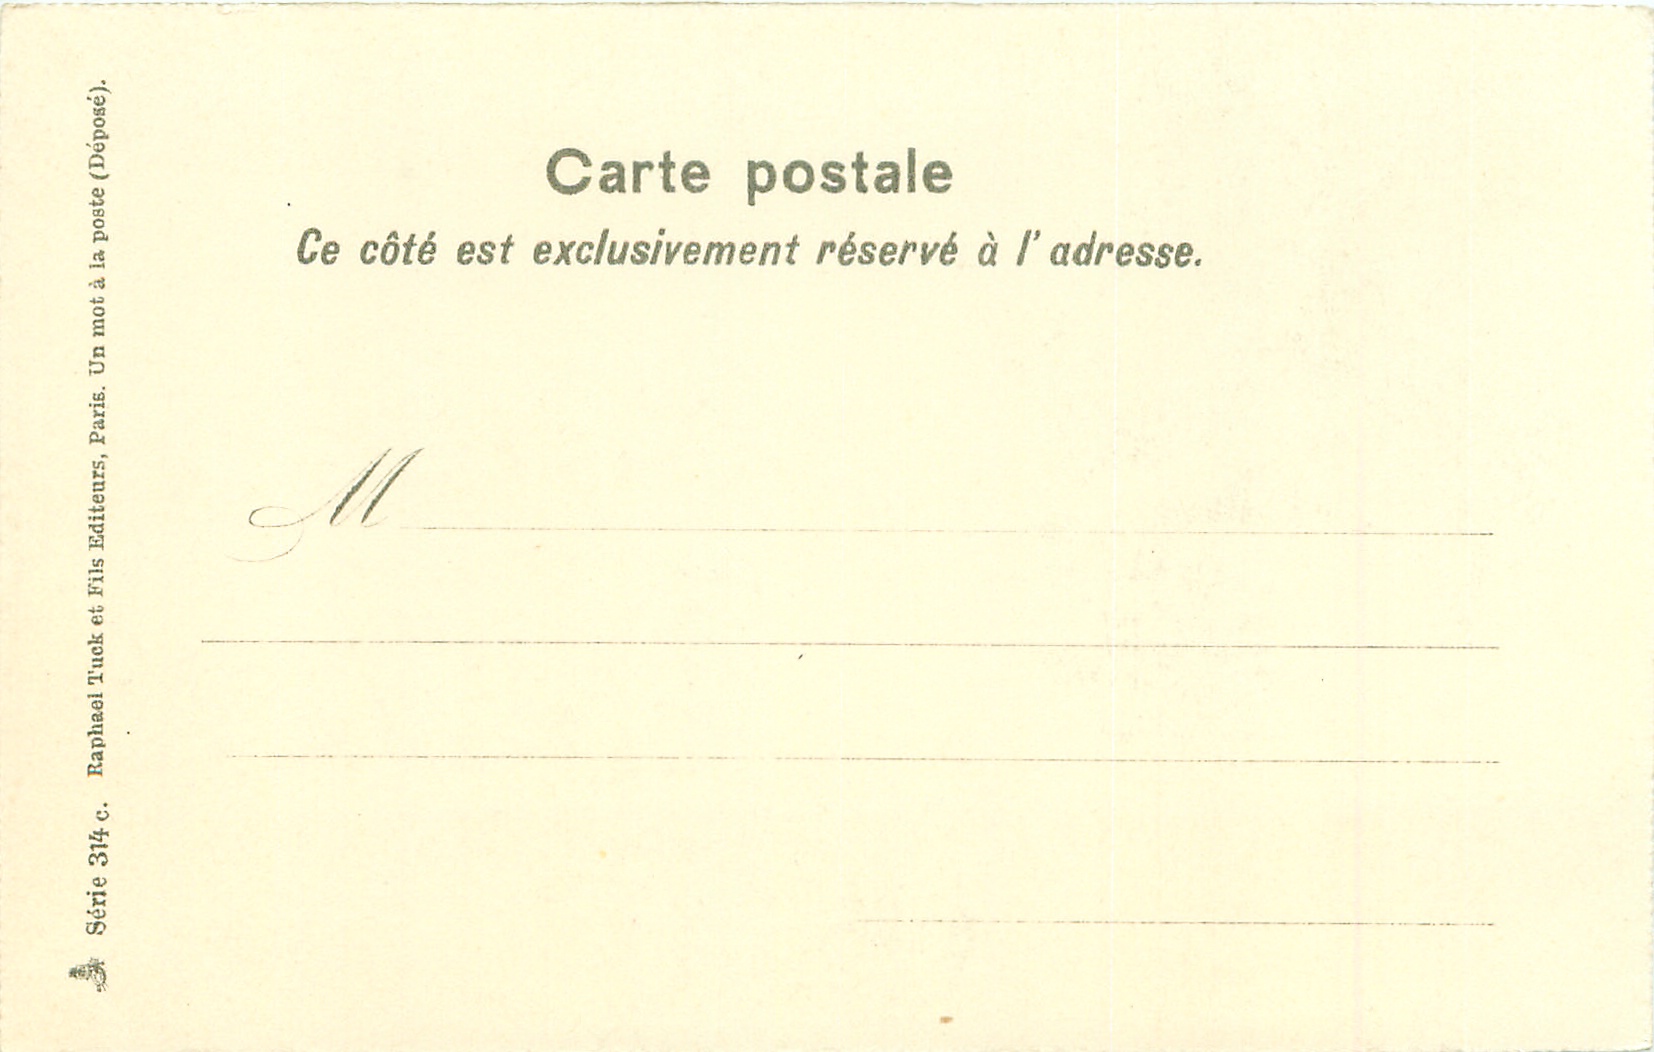 Carte postale
Ce côté est exclusivement réservé à l'adresse.
M
Série 314 c. Raphael Tuck et Fils Editeurs, Paris. Un mot à la poste (Déposé).